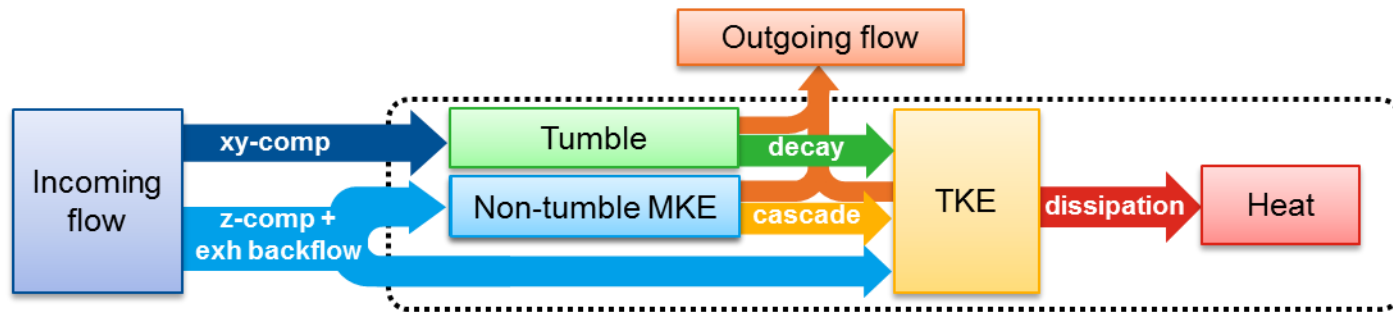 Outgoing flow
Incoming
flow
xy-comp
z-comp +
exh backflow
Tumble
Non-tumble MKE
decay
cascade
TKE
dissipation
Heat